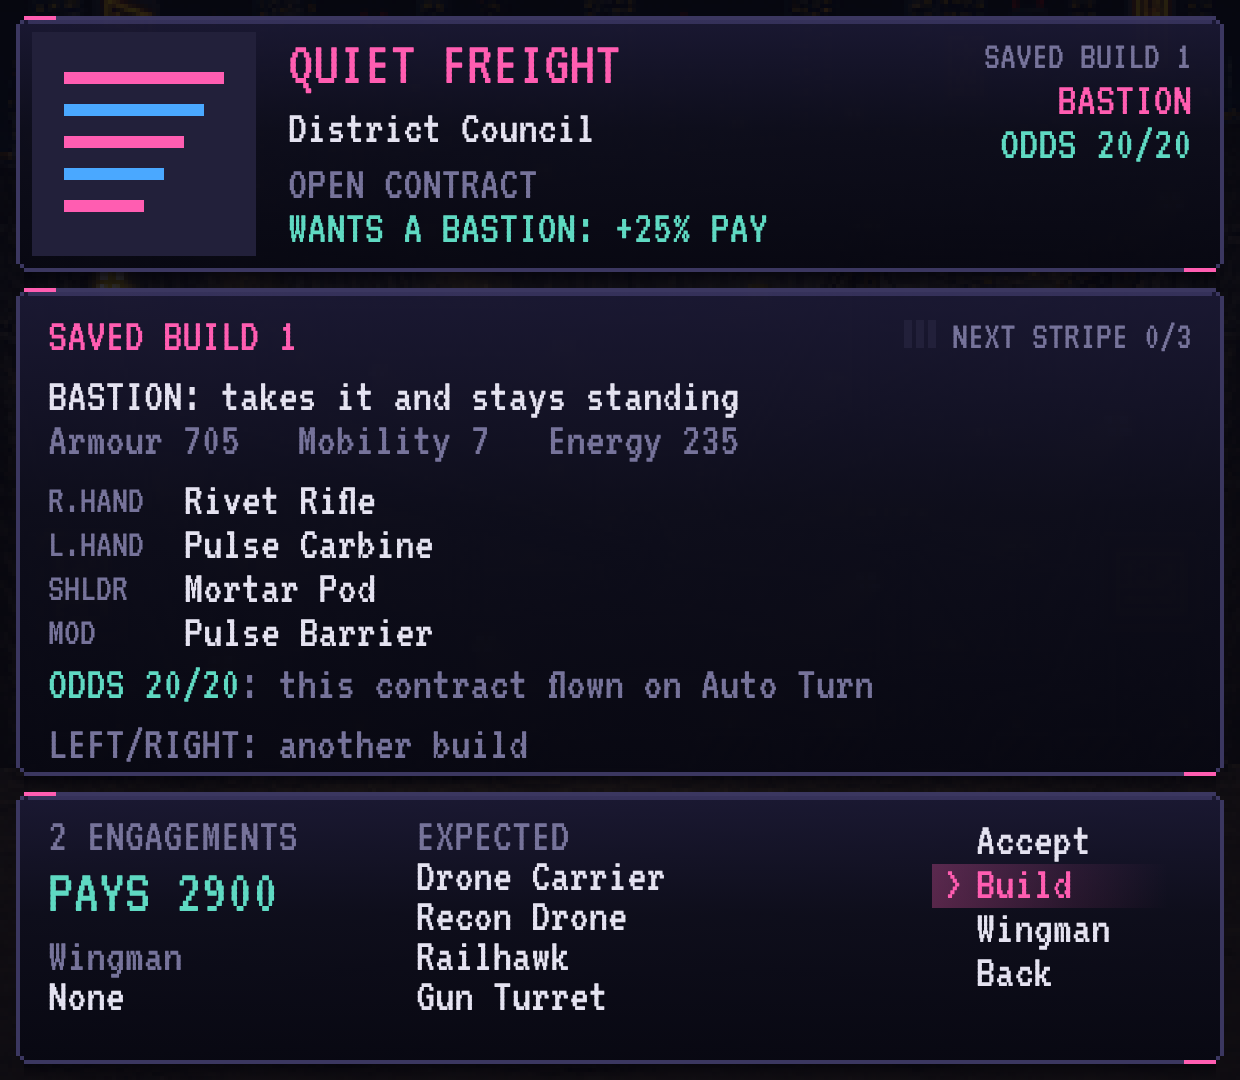 QUIET FREIGHT
District Council
OPEN CONTRACT
WANTS A BASTION: +25% PAY
SAVED BUILD 1
BASTION
ODDS 20/20
SAVED BUILD 1
NEXT STRIPE 0/3
BASTION: takes it and stays standing
Armour 705 Mobility 7 Energy 235
R.HAND Rivet Rifle
L.HAND Pulse Carbine
SHLDR Mortar Pod
MOD Pulse Barrier
ODDS 20/20: this contract flown on Auto Turn
LEFT/RIGHT: another build
2 ENGAGEMENTS
PAYS 2900
Wingman
None
EXPECTED
Drone Carrier
Recon Drone
Railhawk
Gun Turret
Accept
> Build
Wingman
Back